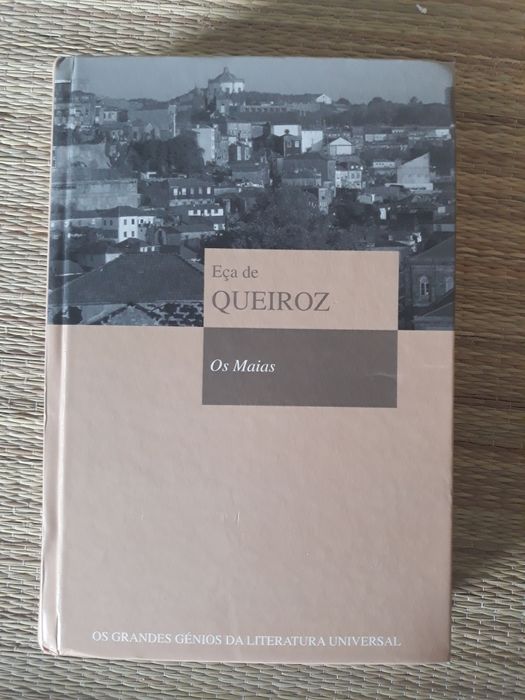 Eça de
QUEIROZ
Os Maias
OS GRANDES GÉNIOS DA LITERATURA UNIVERSAL